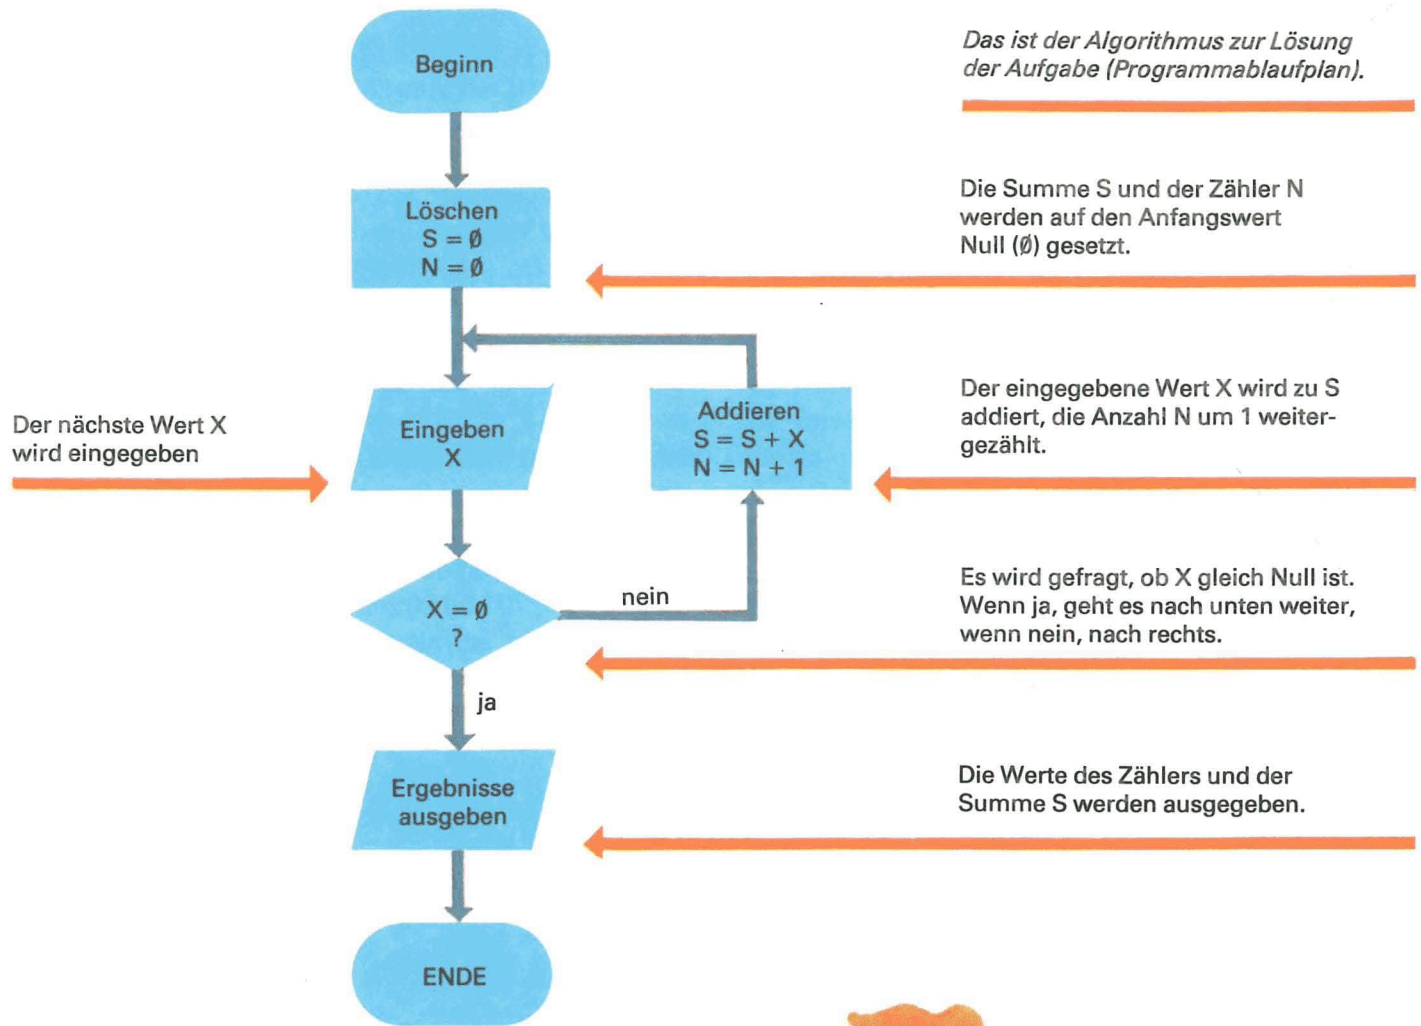 Beginn
Das ist der Algorithmus zur Lösung
der Aufgabe (Programmablaufplan).
Löschen
S = Ø
N = Ø
Die Summe S und der Zähler N
werden auf den Anfangswert
Null (Ø) gesetzt.
Der nächste Wert X
wird eingegeben
Eingeben
X
Addieren
S = S + X
N = N + 1
Der eingegebene Wert X wird zu S
addiert, die Anzahl N um 1 weiter-
gezählt.
X = Ø
?
nein
Es wird gefragt, ob X gleich Null ist.
Wenn ja, geht es nach unten weiter,
wenn nein, nach rechts.
ja
Ergebnisse
ausgeben
Die Werte des Zählers und der
Summe S werden ausgegeben.
ENDE